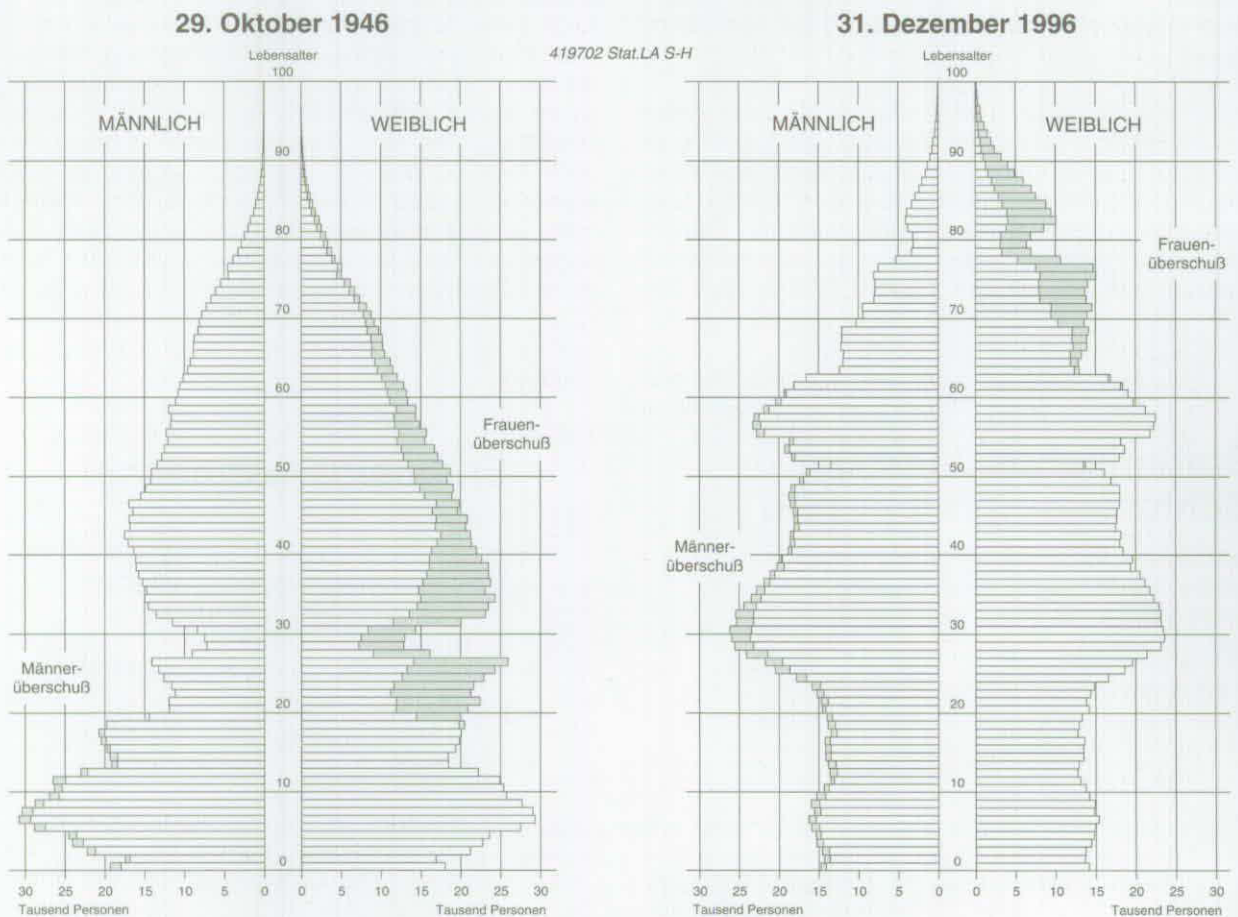 29. Oktober 1946
Lebensalter
100
MÄNNLICH
WEIBLICH
90
80
70
60
50
40
30
20
10
0
Frauen-
überschuß
Männer-
überschuß
30 25 20 15 10 5 0 0 5 10 15 20 25 30
Tausend Personen
Tausend Personen
419702 Stat.LA S-H
31. Dezember 1996
Lebensalter
100
MÄNNLICH
WEIBLICH
90
80
70
60
50
40
30
20
10
0
Frauen-
überschuß
Männer-
überschuß
30 25 20 15 10 5 0 0 5 10 15 20 25 30
Tausend Personen
Tausend Personen